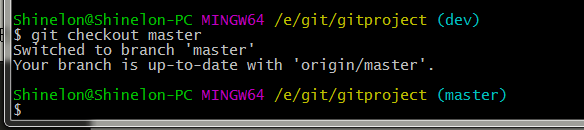 Shinelon@Shinelon-PC MINGW64 /e/git/gitproject (dev)
$ git checkout master
Switched to branch 'master'
Your branch is up-to-date with 'origin/master'.
Shinelon@Shinelon-PC MINGW64 /e/git/gitproject (master)
$